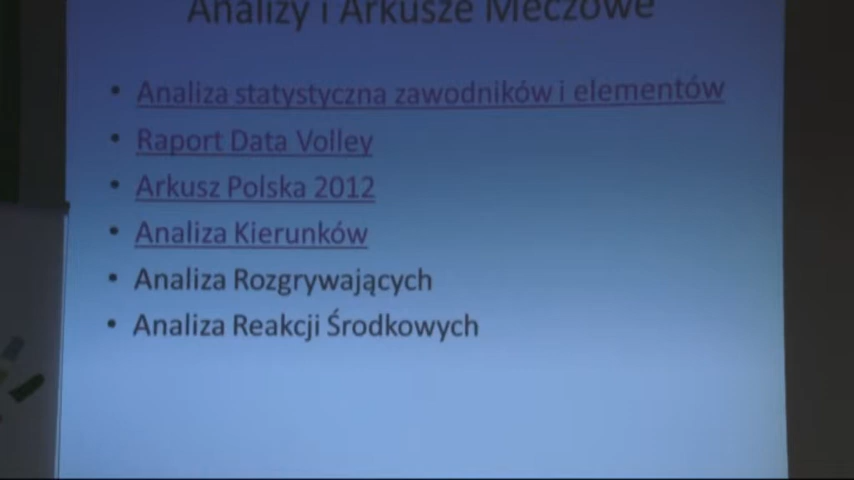 Analizy i Arkusze Meczowe
Analiza statystyczna zawodników i elementów
Raport Data Volley
Arkusz Polska 2012
Analiza Kierunków
Analiza Rozgrywających
Analiza Reakcji Środkowych